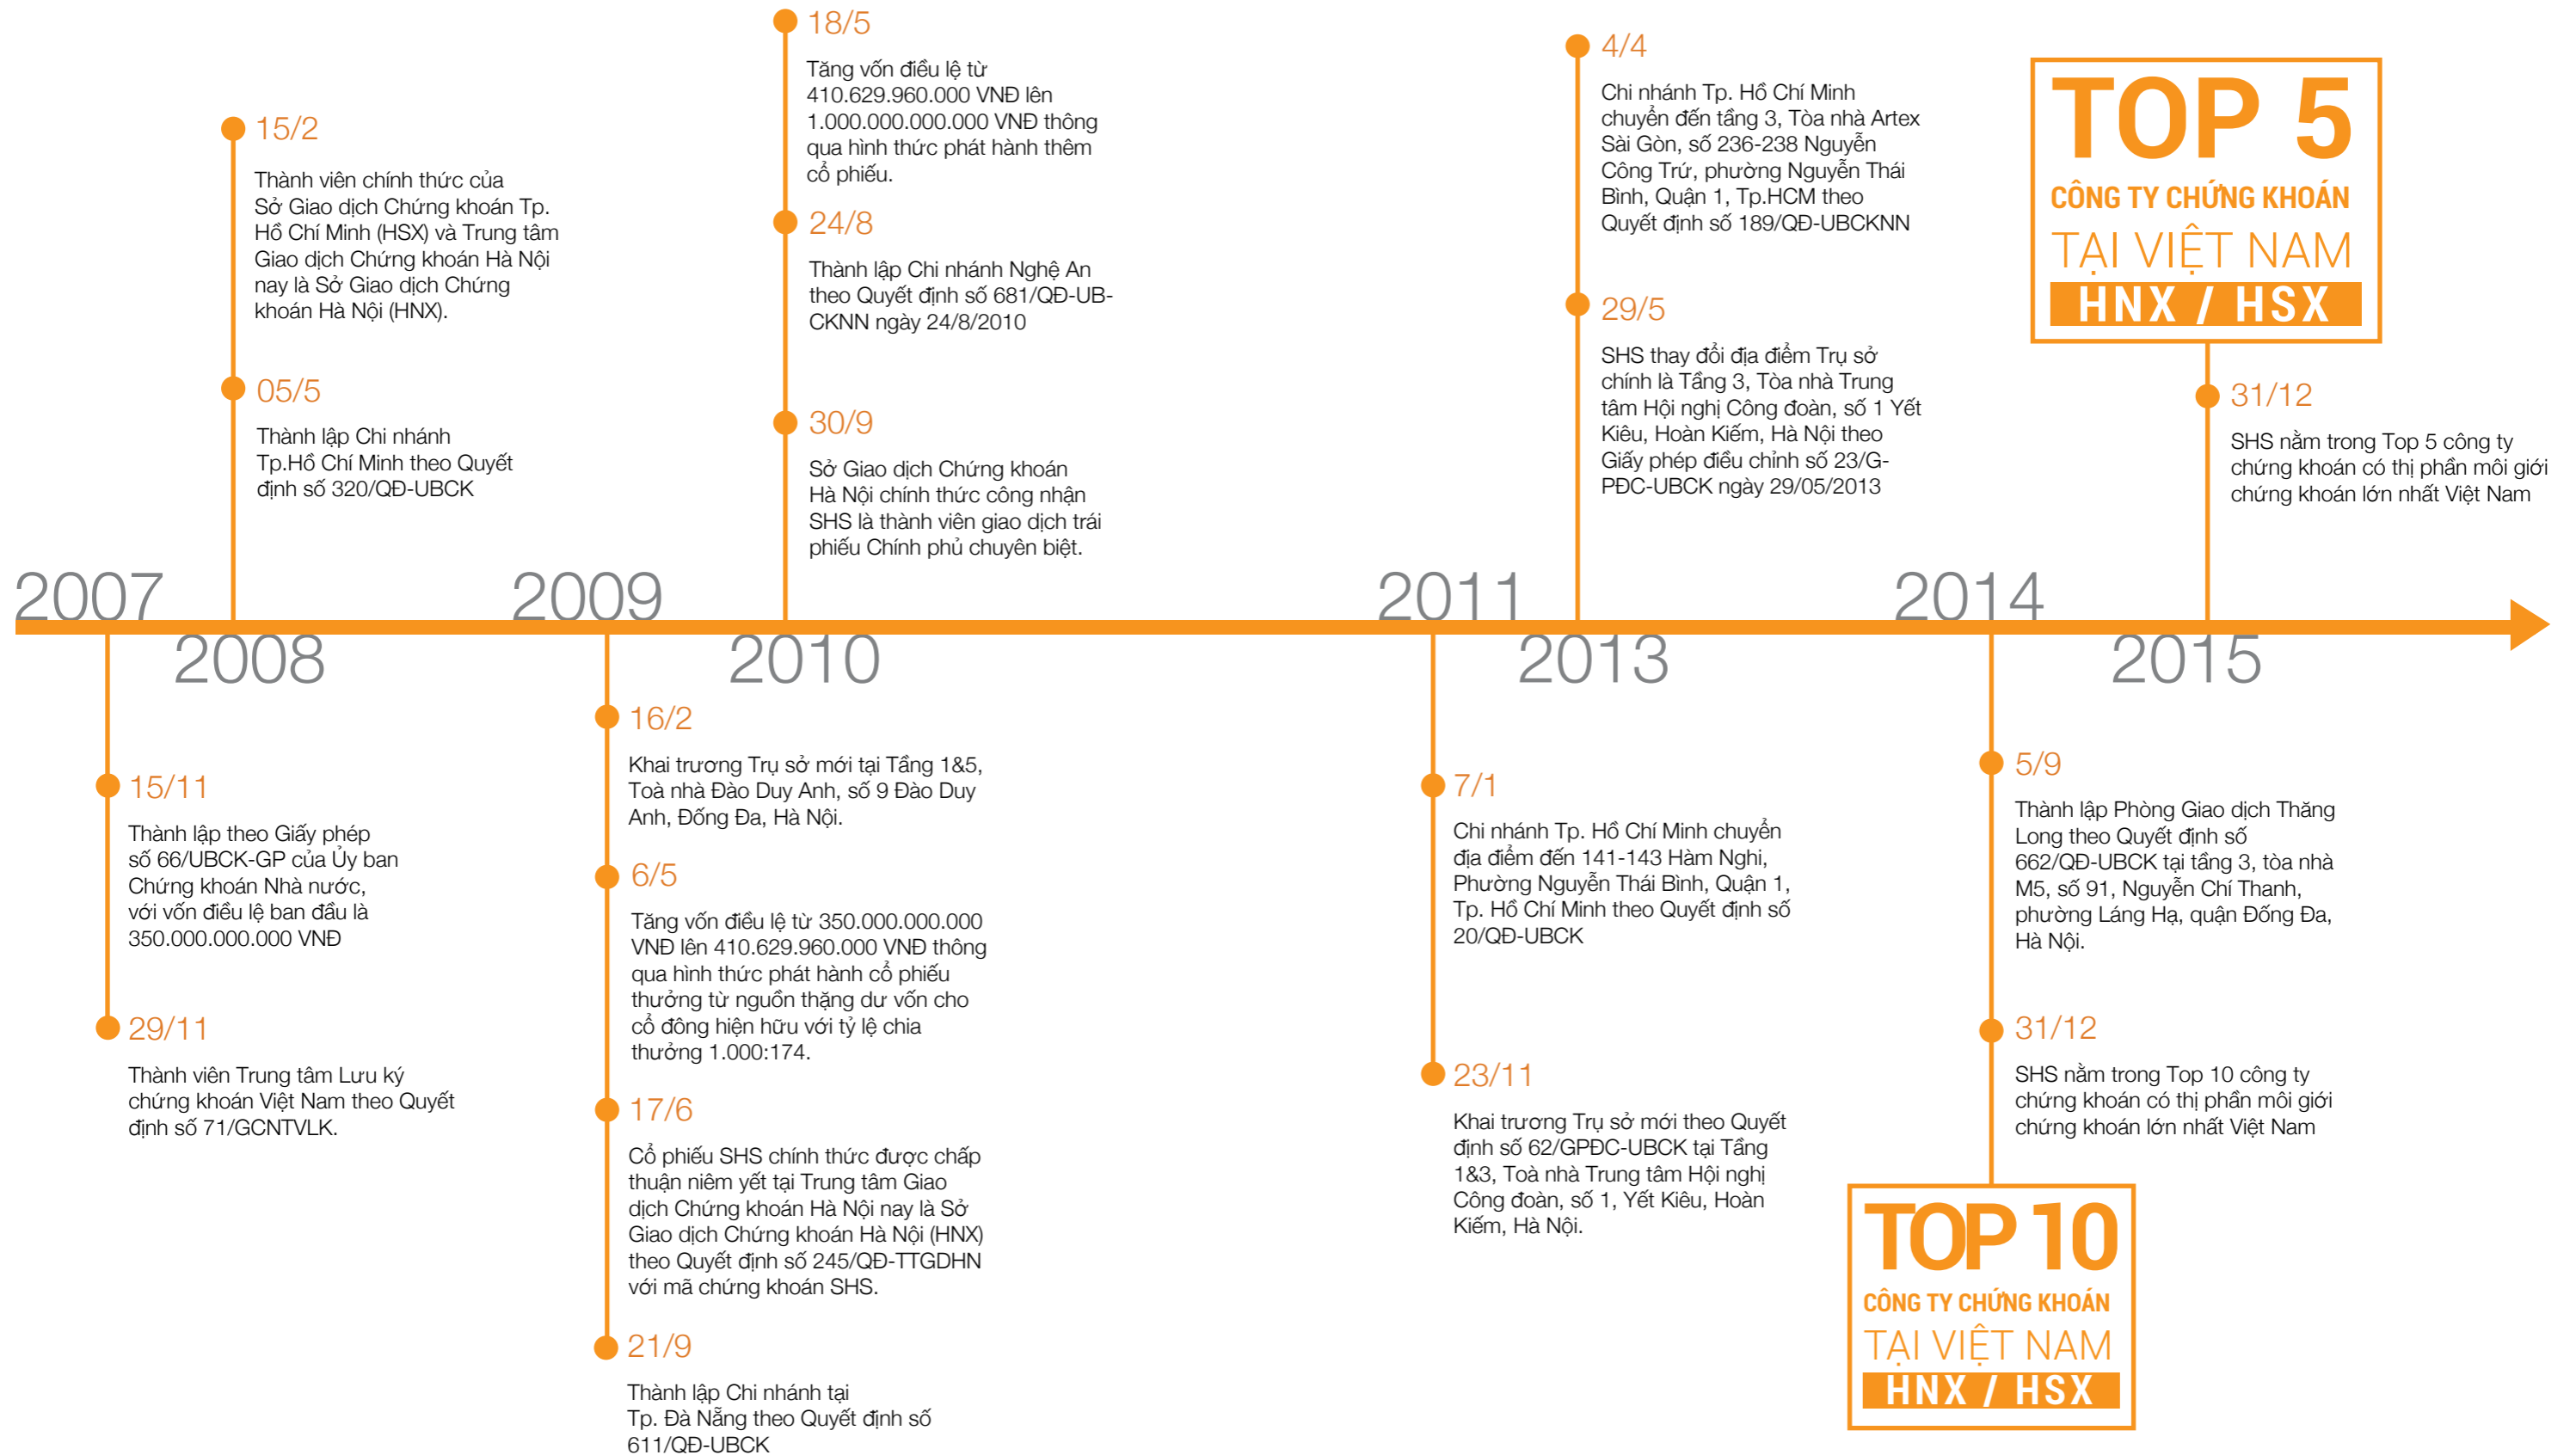 2007
15/11
Thành lập theo Giấy phép
số 66/UBCK-GP của Ủy ban
Chứng khoán Nhà nước,
với vốn điều lệ ban đầu là
350.000.000.000 VNĐ
29/11
Thành viên Trung tâm Lưu ký
chứng khoán Việt Nam theo Quyết
định số 71/GCNTVLK.
2008
15/2
Thành viên chính thức của
Sở Giao dịch Chứng khoán Tp.
Hồ Chí Minh (HSX) và Trung tâm
Giao dịch Chứng khoán Hà Nội
nay là Sở Giao dịch Chứng
khoán Hà Nội (HNX).
05/5
Thành lập Chi nhánh
Tp.Hồ Chí Minh theo Quyết
định số 320/QĐ-UBCK
2009
16/2
Khai trương Trụ sở mới tại Tầng 1&5,
Toà nhà Đào Duy Anh, số 9 Đào Duy
Anh, Đống Đa, Hà Nội.
6/5
Tăng vốn điều lệ từ 350.000.000.000
VNĐ lên 410.629.960.000 VNĐ thông
qua hình thức phát hành cổ phiếu
thưởng từ nguồn thặng dư vốn cho
cổ đông hiện hữu với tỷ lệ chia
thưởng 1.000:174.
17/6
Cổ phiếu SHS chính thức được chấp
thuận niêm yết tại Trung tâm Giao
dịch Chứng khoán Hà Nội nay là Sở
Giao dịch Chứng khoán Hà Nội (HNX)
theo Quyết định số 245/QĐ-TTGDHN
với mã chứng khoán SHS.
21/9
Thành lập Chi nhánh tại
Tp. Đà Nẵng theo Quyết định số
611/QĐ-UBCK
2010
18/5
Tăng vốn điều lệ từ
410.629.960.000 VNĐ lên
1.000.000.000.000 VNĐ thông
qua hình thức phát hành thêm
cổ phiếu.
24/8
Thành lập Chi nhánh Nghệ An
theo Quyết định số 681/QĐ-UB-
CKNN ngày 24/8/2010
30/9
Sở Giao dịch Chứng khoán
Hà Nội chính thức công nhận
SHS là thành viên giao dịch trái
phiếu Chính phủ chuyên biệt.
2011
7/1
Chi nhánh Tp. Hồ Chí Minh chuyển
địa điểm đến 141-143 Hàm Nghi,
Phường Nguyễn Thái Bình, Quận 1,
Tp. Hồ Chí Minh theo Quyết định số
20/QĐ-UBCK
23/11
Khai trương Trụ sở mới theo Quyết
định số 62/GPĐC-UBCK tại Tầng
1&3, Toà nhà Trung tâm Hội nghị
Công đoàn, số 1, Yết Kiêu, Hoàn
Kiếm, Hà Nội.
2013
4/4
Chi nhánh Tp. Hồ Chí Minh
chuyển đến tầng 3, Tòa nhà Artex
Sài Gòn, số 236-238 Nguyễn
Công Trứ, phường Nguyễn Thái
Bình, Quận 1, Tp.HCM theo
Quyết định số 189/QĐ-UBCKNN
29/5
SHS thay đổi địa điểm Trụ sở
chính là Tầng 3, Tòa nhà Trung
tâm Hội nghị Công đoàn, số 1 Yết
Kiêu, Hoàn Kiếm, Hà Nội theo
Giấy phép điều chỉnh số 23/G-
PĐC-UBCK ngày 29/05/2013
2014
5/9
Thành lập Phòng Giao dịch Thăng
Long theo Quyết định số
662/QĐ-UBCK tại tầng 3, tòa nhà
M5, số 91, Nguyễn Chí Thanh,
phường Láng Hạ, quận Đống Đa,
Hà Nội.
31/12
SHS nằm trong Top 10 công ty
chứng khoán có thị phần môi giới
chứng khoán lớn nhất Việt Nam
TOP 10
CÔNG TY CHỨNG KHOÁN
TẠI VIỆT NAM
HNX / HSX
2015
TOP 5
CÔNG TY CHỨNG KHOÁN
TẠI VIỆT NAM
HNX / HSX
31/12
SHS nằm trong Top 5 công ty
chứng khoán có thị phần môi giới
chứng khoán lớn nhất Việt Nam